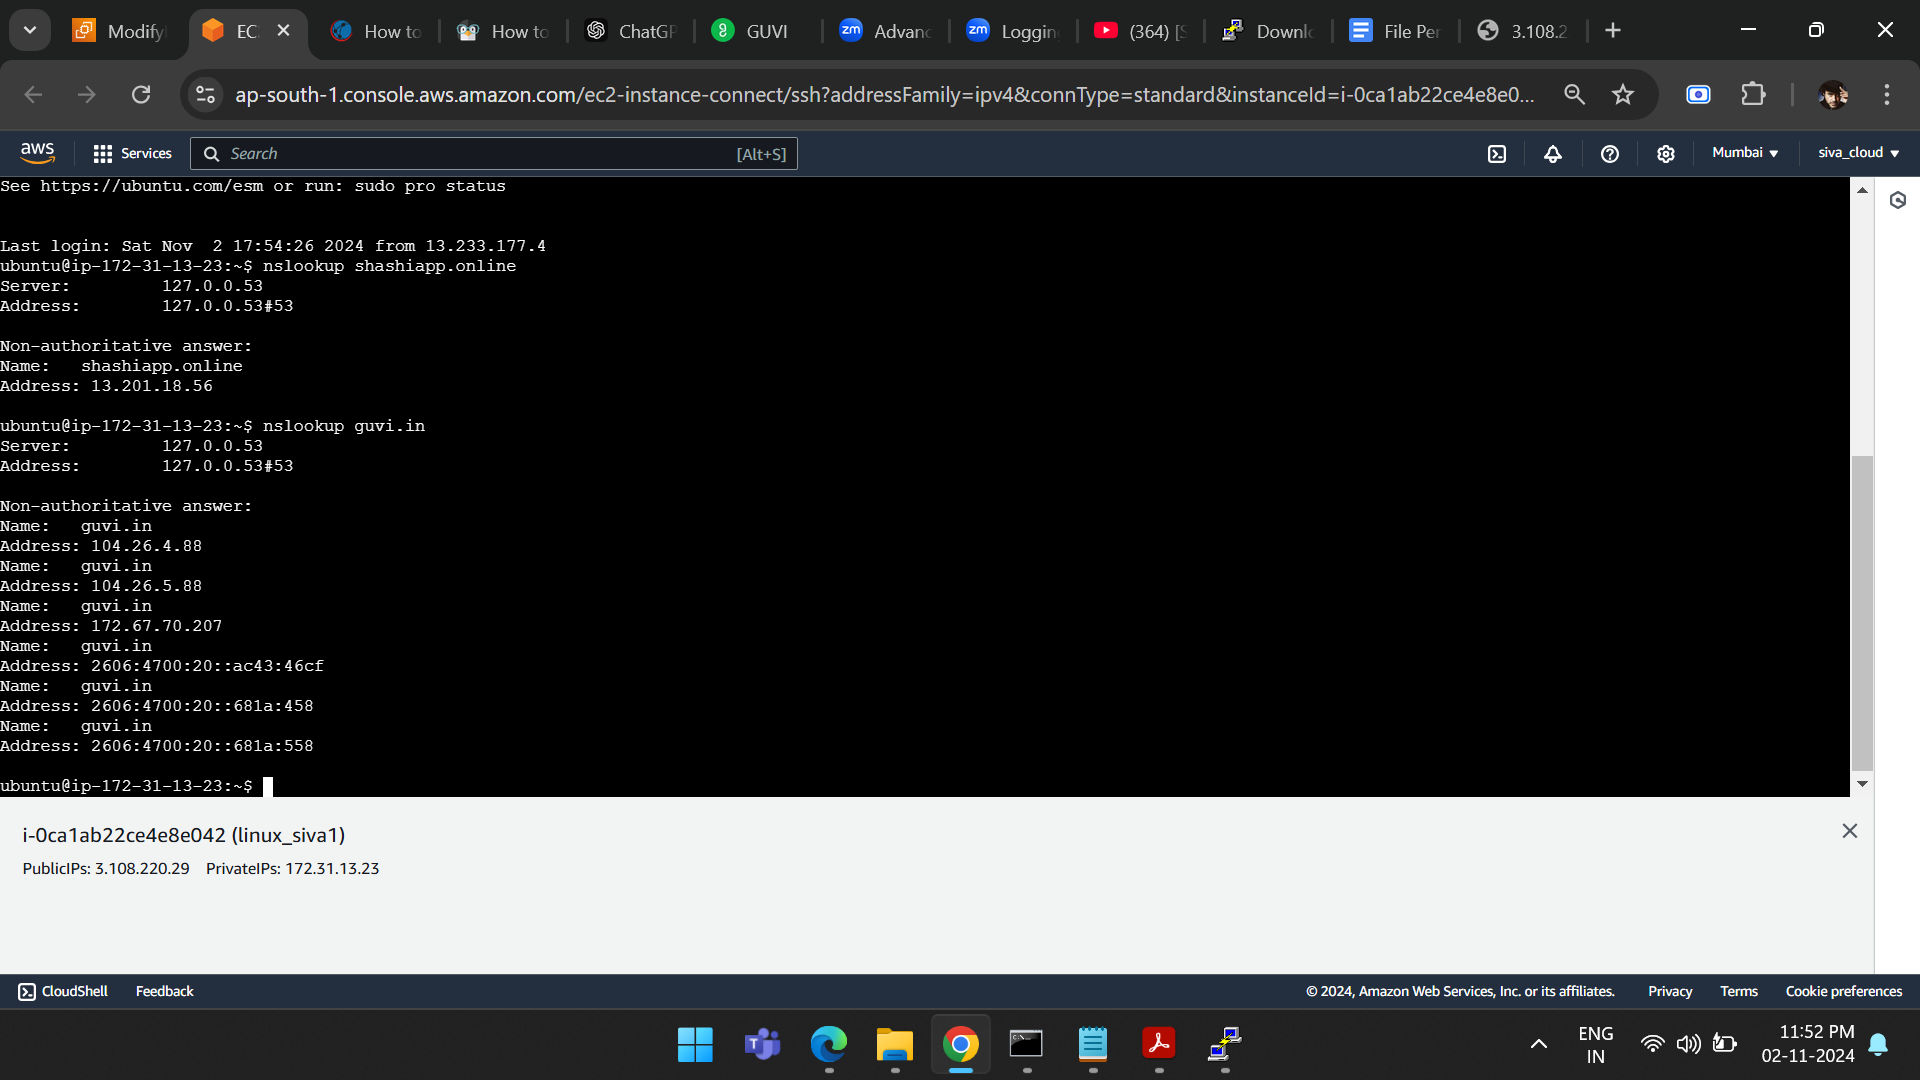 Modify
EC
How to
How to
ChatGP
GUVI
Advanc
Loggin
(364) [S
Downlo
File Per
3.108.2
ap-south-1.console.aws.amazon.com/ec2-instance-connect/ssh?addressFamily=ipv4&connType=standard&instanceId=i-0ca1ab22ce4e8e0...
aws
Services
Search
[Alt+S]
Mumbai
siva_cloud
See https://ubuntu.com/esm or run: sudo pro status
Last login: Sat Nov  2 17:54:26 2024 from 13.233.177.4
ubuntu@ip-172-31-13-23:~$ nslookup shashiapp.online
Server:         127.0.0.53
Address:        127.0.0.53#53
Non-authoritative answer:
Name:   shashiapp.online
Address: 13.201.18.56
ubuntu@ip-172-31-13-23:~$ nslookup guvi.in
Server:         127.0.0.53
Address:        127.0.0.53#53
Non-authoritative answer:
Name:   guvi.in
Address: 104.26.4.88
Name:   guvi.in
Address: 104.26.5.88
Name:   guvi.in
Address: 172.67.70.207
Name:   guvi.in
Address: 2606:4700:20::ac43:46cf
Name:   guvi.in
Address: 2606:4700:20::681a:458
Name:   guvi.in
Address: 2606:4700:20::681a:558
ubuntu@ip-172-31-13-23:~$
i-0ca1ab22ce4e8e042 (linux_siva1)
PublicIPs: 3.108.220.29    PrivateIPs: 172.31.13.23
CloudShell
Feedback
© 2024, Amazon Web Services, Inc. or its affiliates.
Privacy
Terms
Cookie preferences
ENG
IN
11:52 PM
02-11-2024